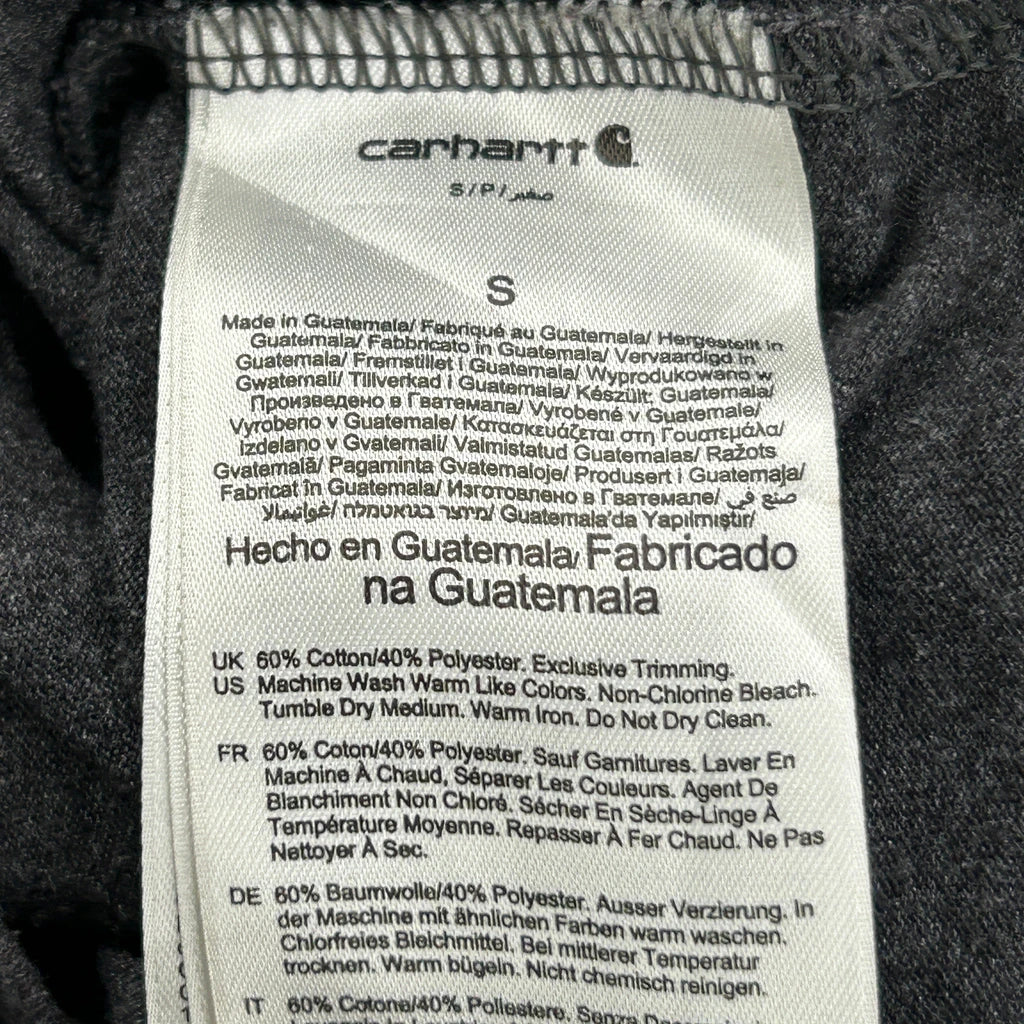 carhartt
S/P/صغير
S
Made in Guatemala/ Fabriqué au Guatemala/ Hergestellt in
Guatemala/ Fabbricato in Guatemala/ Vervaardigd in
Guatemala/ Fremstillet i Guatemala/ Wyprodukowano w
Gwatemali/ Tillverkad i Guatemala/ Készült: Guatemala/
Произведено в Гватемала/ Vyrobené v Guatemale/
Vyrobeno v Guatemale/ Κατασκευάζεται στη Γουατεμάλα/
Izdelano v Gvatemali/ Valmistatud Guatemalas/ Ražots
Gvatemalā/ Pagaminta Gvatemaloje/ Produsert i Guatemala/
Fabricat în Guatemala/ Изготовлено в Гватемале/ صنع في
غواتيمالا/ מיוצר בגואטמלה/ Guatemala'da Yapılmıştır/
Hecho en Guatemala/ Fabricado
na Guatemala
UK 60% Cotton/40% Polyester. Exclusive Trimming.
US Machine Wash Warm Like Colors. Non-Chlorine Bleach.
Tumble Dry Medium. Warm Iron. Do Not Dry Clean.
FR 60% Coton/40% Polyester. Sauf Garnitures. Laver En
Machine À Chaud, Séparer Les Couleurs. Agent De
Blanchiment Non Chloré. Sécher En Sèche-Linge À
Température Moyenne. Repasser À Fer Chaud. Ne Pas
Nettoyer À Sec.
DE 60% Baumwolle/40% Polyester. Ausser Verzierung. In
der Maschine mit ähnlichen Farben warm waschen.
Chlorfreies Bleichmittel. Bei mittlerer Temperatur
trocknen. Warm bügeln. Nicht chemisch reinigen.
IT 60% Cotone/40% Poliestere. Senza